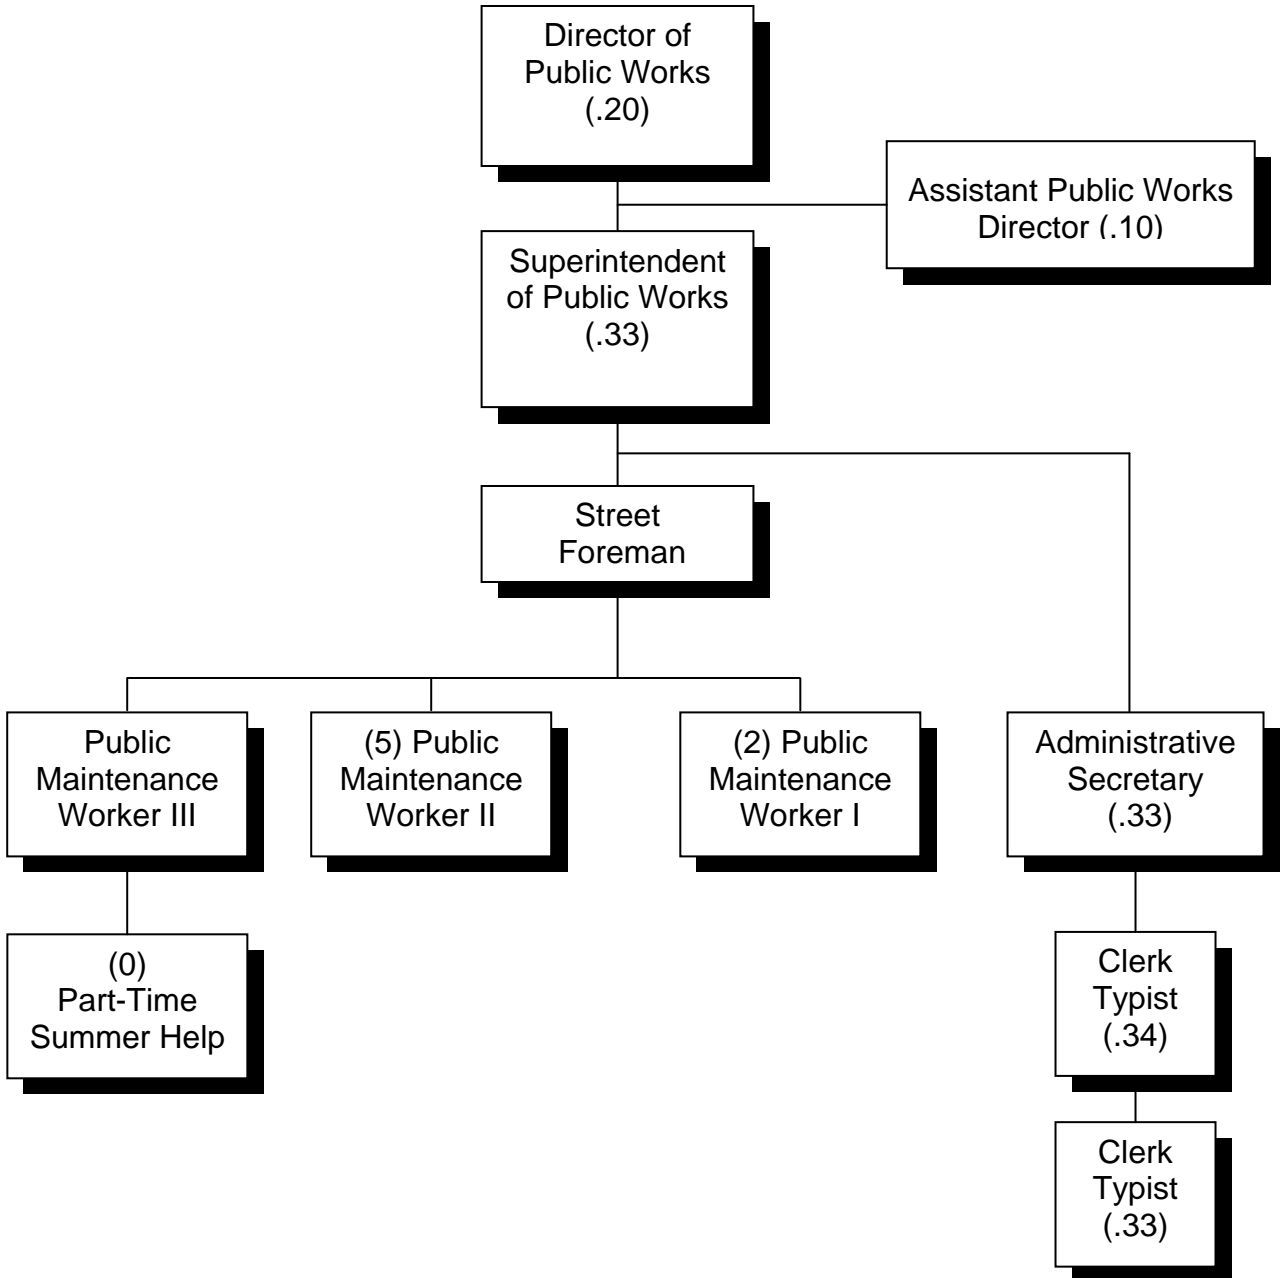 Director of
Public Works
(.20)
Assistant Public Works
Director (.10)
Superintendent
of Public Works
(.33)
Street
Foreman
Public
Maintenance
Worker III
(5) Public
Maintenance
Worker II
(2) Public
Maintenance
Worker I
Administrative
Secretary
(.33)
(0)
Part-Time
Summer Help
Clerk
Typist
(.34)
Clerk
Typist
(.33)